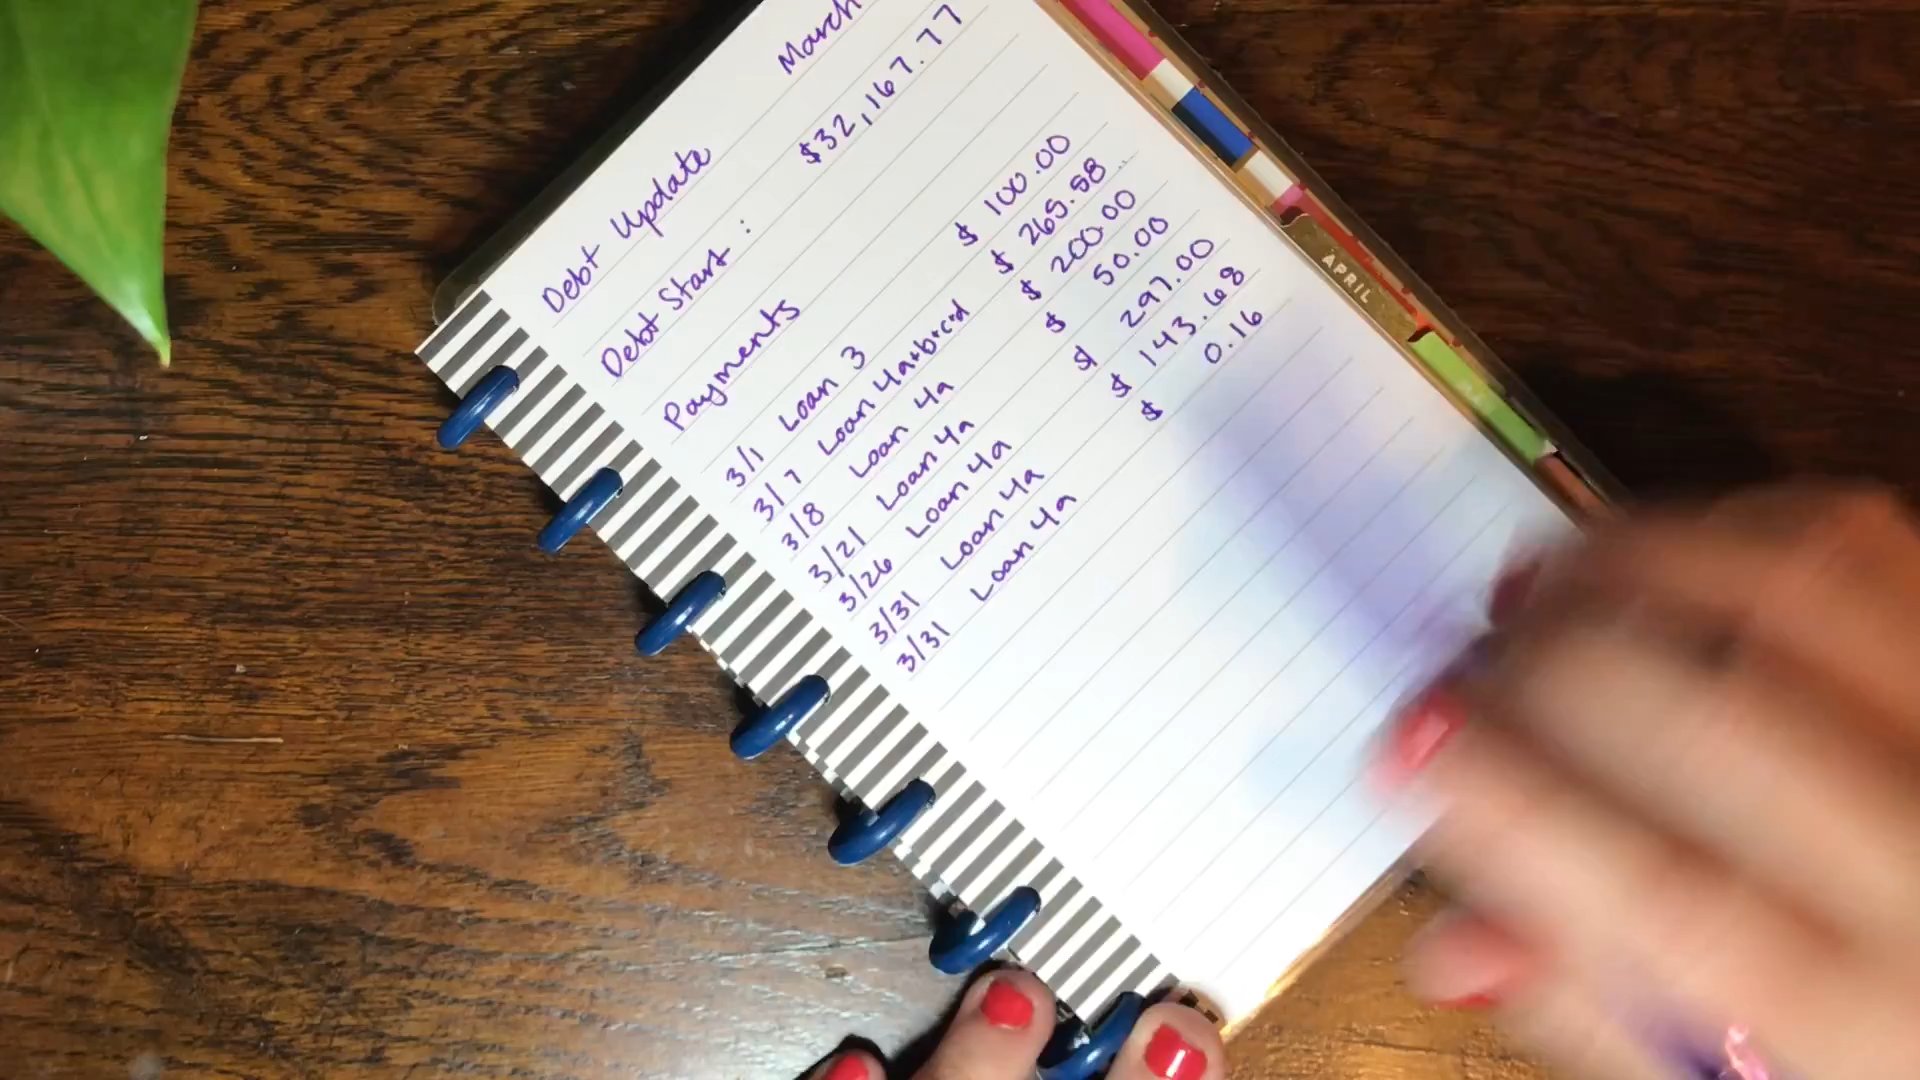 Debt Update March
Debt Start: $32,167.77
Payments
3/1 Loan 3 $ 100.00
3/7 Loan 4a+b+c+d $ 265.58
3/8 Loan 4a $ 200.00
3/21 Loan 4a $ 50.00
3/26 Loan 4a $ 297.00
3/31 Loan 4a $ 143.68
3/31 Loan 4a $ 0.16
APRIL